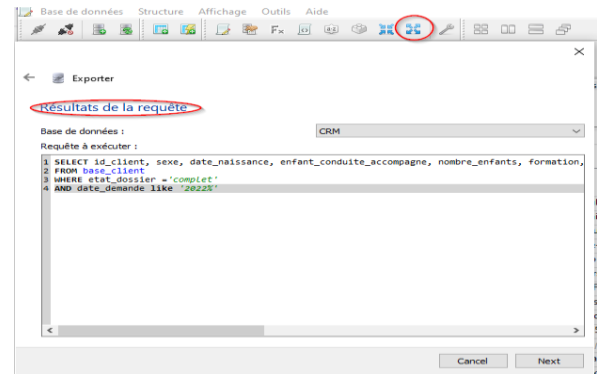 Base de données Structure Affichage Outils Aide
Exporter
Résultats de la requête
Base de données :
CRM
Requête à exécuter :
1 SELECT id_client, sexe, date_naissance, enfant_conduite_accompagne, nombre_enfants, formation,
2 FROM base_client
3 WHERE etat_dossier ='complet'
4 AND date_demande like '2022%'
Cancel Next